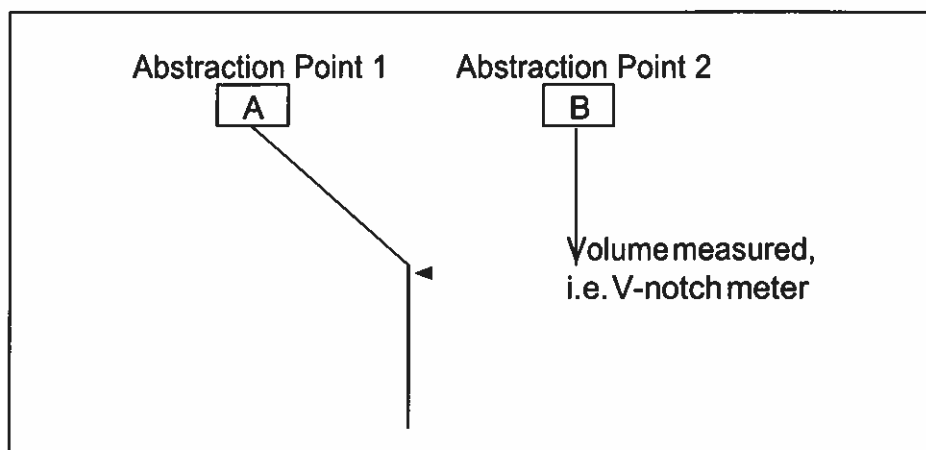 Abstraction Point 1 Abstraction Point 2
A B
Volume measured,
i.e. V-notch meter